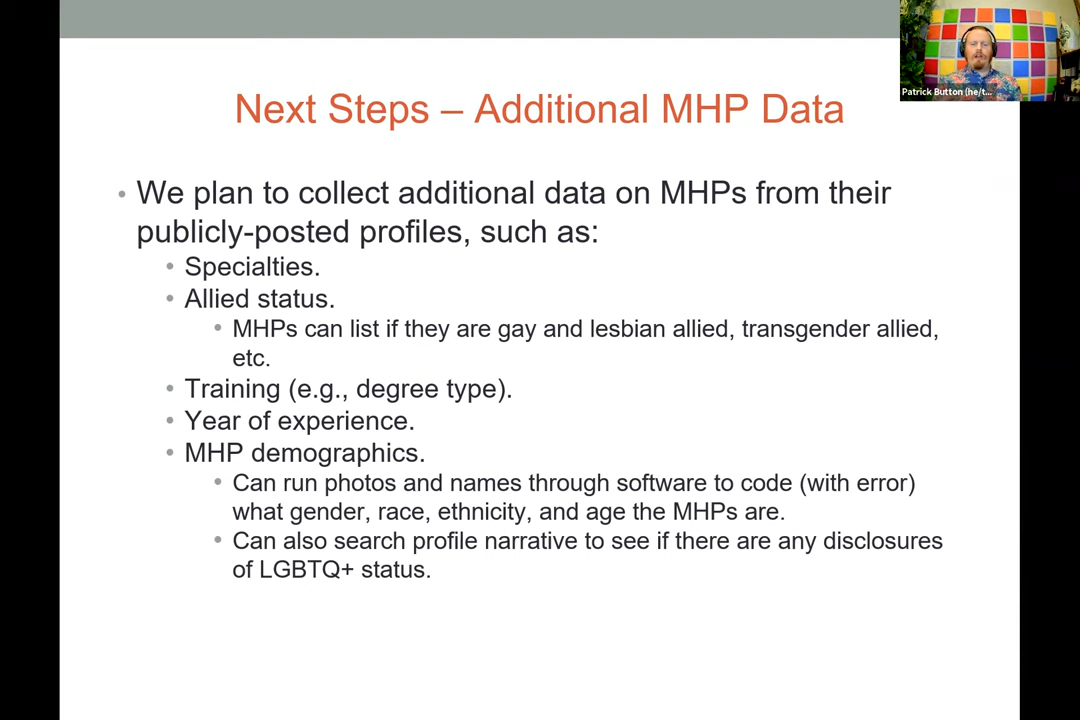 Patrick Button (he/t...
Next Steps – Additional MHP Data
• We plan to collect additional data on MHPs from their
publicly-posted profiles, such as:
• Specialties.
• Allied status.
• MHPs can list if they are gay and lesbian allied, transgender allied,
etc.
• Training (e.g., degree type).
• Year of experience.
• MHP demographics.
• Can run photos and names through software to code (with error)
what gender, race, ethnicity, and age the MHPs are.
• Can also search profile narrative to see if there are any disclosures
of LGBTQ+ status.